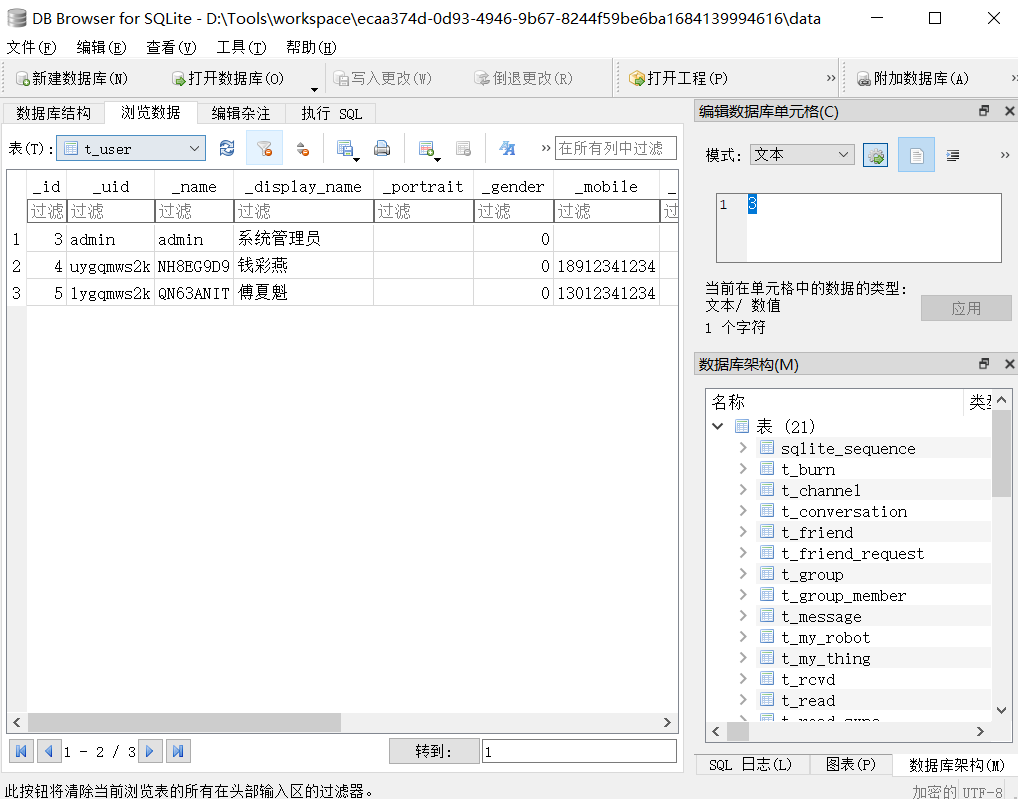 DB Browser for SQLite - D:\Tools\workspace\ecaa374d-0d93-4946-9b67-8244f59be6ba1684139994616\data
文件(F) 编辑(E) 查看(V) 工具(T) 帮助(H)
新建数据库(N) 打开数据库(O) 写入更改(W) 倒退更改(R) 打开工程(P) » 附加数据库(A) »
数据库结构 浏览数据 编辑杂注 执行 SQL
表(T): t_user » 在所有列中过滤
_id _uid _name _display_name _portrait _gender _mobile _
过滤 过滤 过滤 过滤 过滤 过滤 过滤 过
1 3 admin admin 系统管理员 0
2 4 uygqmws2k NH8EG9D9 钱彩燕 0 18912341234
3 5 lygqmws2k QN63ANIT 傅夏魁 0 13012341234
1 - 2 / 3 转到: 1
此按钮将清除当前浏览表的所有在头部输入区的过滤器。
编辑数据库单元格(C)
模式: 文本 »
1 3
当前在单元格中的数据的类型:
文本/ 数值
1 个字符
应用
数据库架构(M)
名称 类型
表 (21)
sqlite_sequence
t_burn
t_channel
t_conversation
t_friend
t_friend_request
t_group
t_group_member
t_message
t_my_robot
t_my_thing
t_rcvd
t_read
SQL 日志(L) 图表(P) 数据库架构(M)
加密的 UTF-8